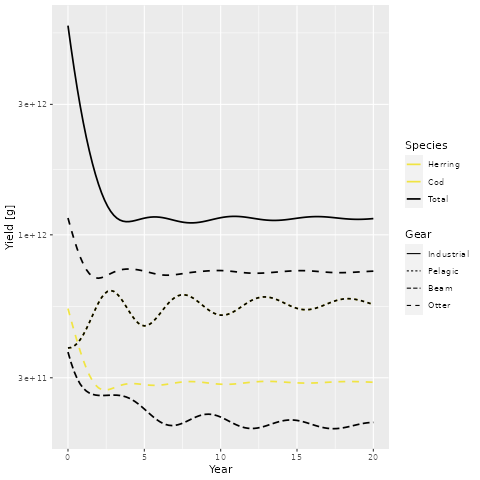 3e+12
1e+12
3e+11
Yield [g]
0 5 10 15 20
Year
Species
Herring
Cod
Total
Gear
Industrial
Pelagic
Beam
Otter